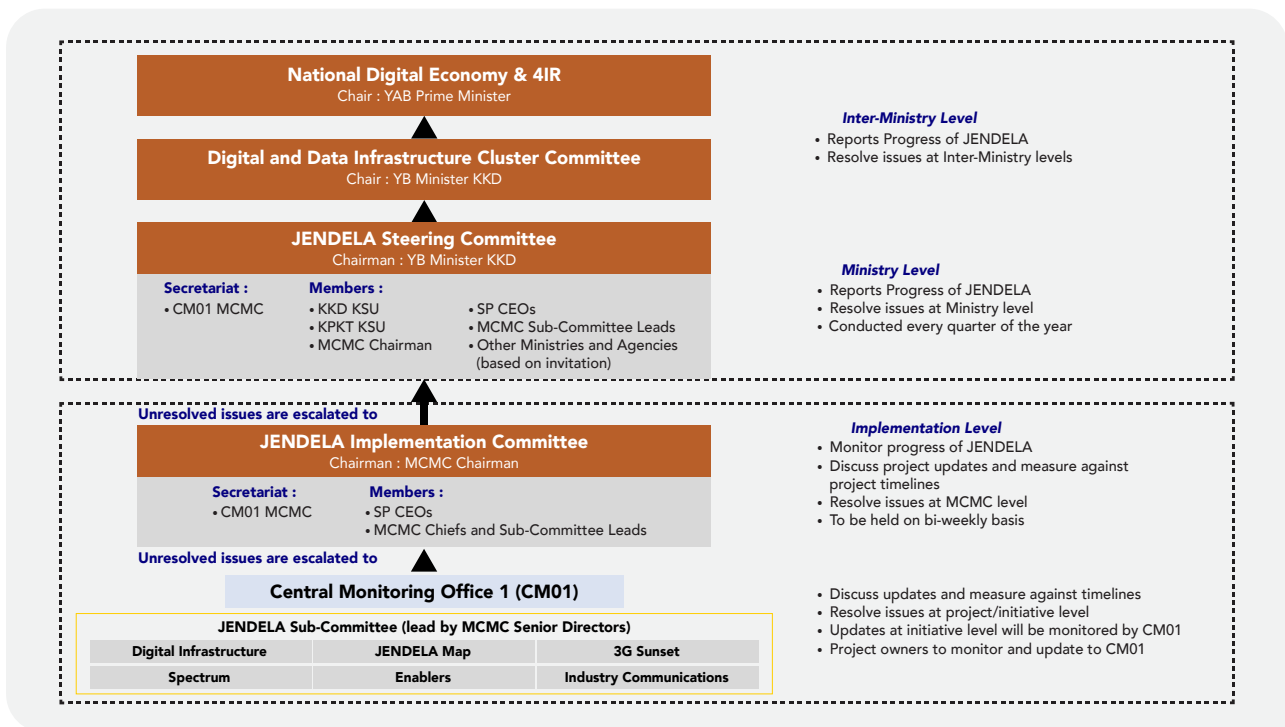 National Digital Economy & 4IR
Chair : YAB Prime Minister
Digital and Data Infrastructure Cluster Committee
Chair : YB Minister KKD
Inter-Ministry Level
• Reports Progress of JENDELA
• Resolve issues at Inter-Ministry levels
JENDELA Steering Committee
Chairman : YB Minister KKD
Secretariat :
• CM01 MCMC
Members :
• KKD KSU
• KPKT KSU
• MCMC Chairman
• SP CEOs
• MCMC Sub-Committee Leads
• Other Ministries and Agencies
(based on invitation)
Ministry Level
• Reports Progress of JENDELA
• Resolve issues at Ministry level
• Conducted every quarter of the year
Unresolved issues are escalated to
JENDELA Implementation Committee
Chairman : MCMC Chairman
Secretariat :
• CM01 MCMC
Members :
• SP CEOs
• MCMC Chiefs and Sub-Committee Leads
Implementation Level
• Monitor progress of JENDELA
• Discuss project updates and measure against
project timelines
• Resolve issues at MCMC level
• To be held on bi-weekly basis
Unresolved issues are escalated to
Central Monitoring Office 1 (CM01)
JENDELA Sub-Committee (lead by MCMC Senior Directors)
Digital Infrastructure
JENDELA Map
3G Sunset
Spectrum
Enablers
Industry Communications
• Discuss updates and measure against timelines
• Resolve issues at project/initiative level
• Updates at initiative level will be monitored by CM01
• Project owners to monitor and update to CM01